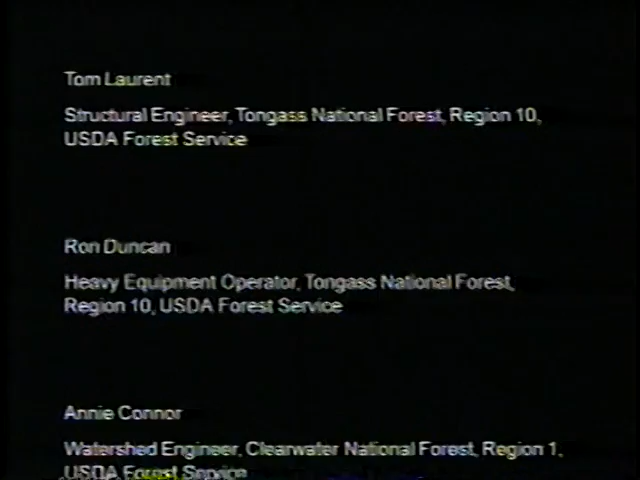 Tom Laurent
Structural Engineer, Tongass National Forest, Region 10,
USDA Forest Service
Ron Duncan
Heavy Equipment Operator, Tongass National Forest,
Region 10, USDA Forest Service
Annie Connor
Watershed Engineer, Clearwater National Forest, Region 1,
USDA Forest Service